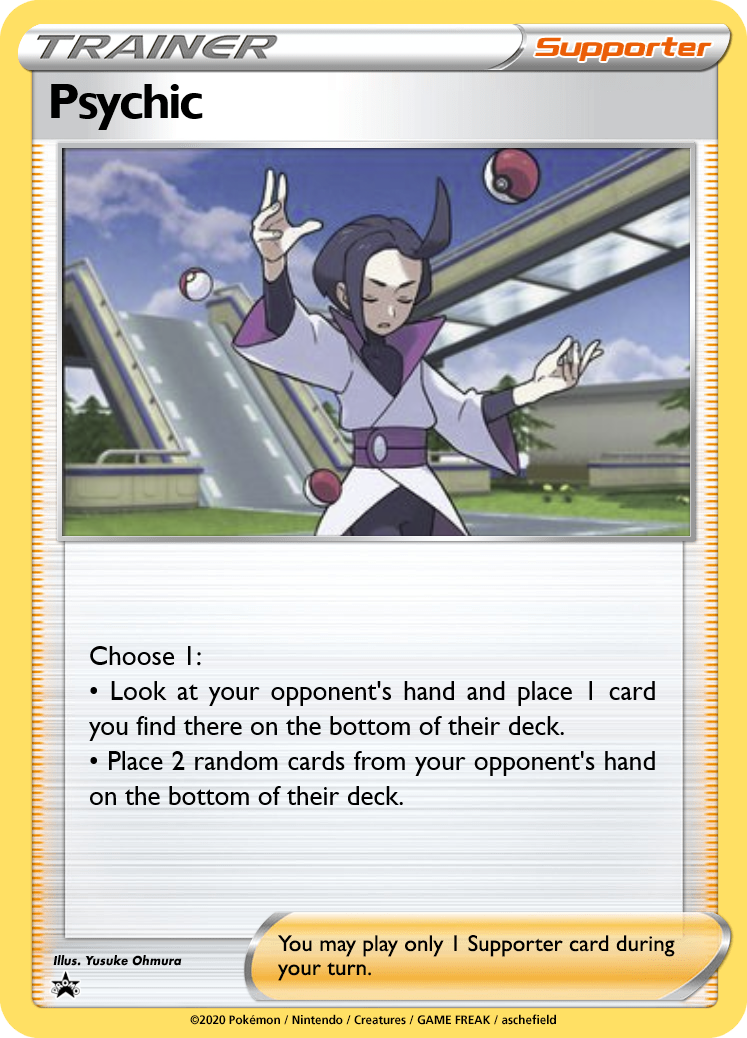 TRAINER Supporter
Psychic
Choose 1:
• Look at your opponent's hand and place 1 card
you find there on the bottom of their deck.
• Place 2 random cards from your opponent's hand
on the bottom of their deck.
You may play only 1 Supporter card during
your turn.
Illus. Yusuke Ohmura
PROMO
©2020 Pokémon / Nintendo / Creatures / GAME FREAK / aschefield